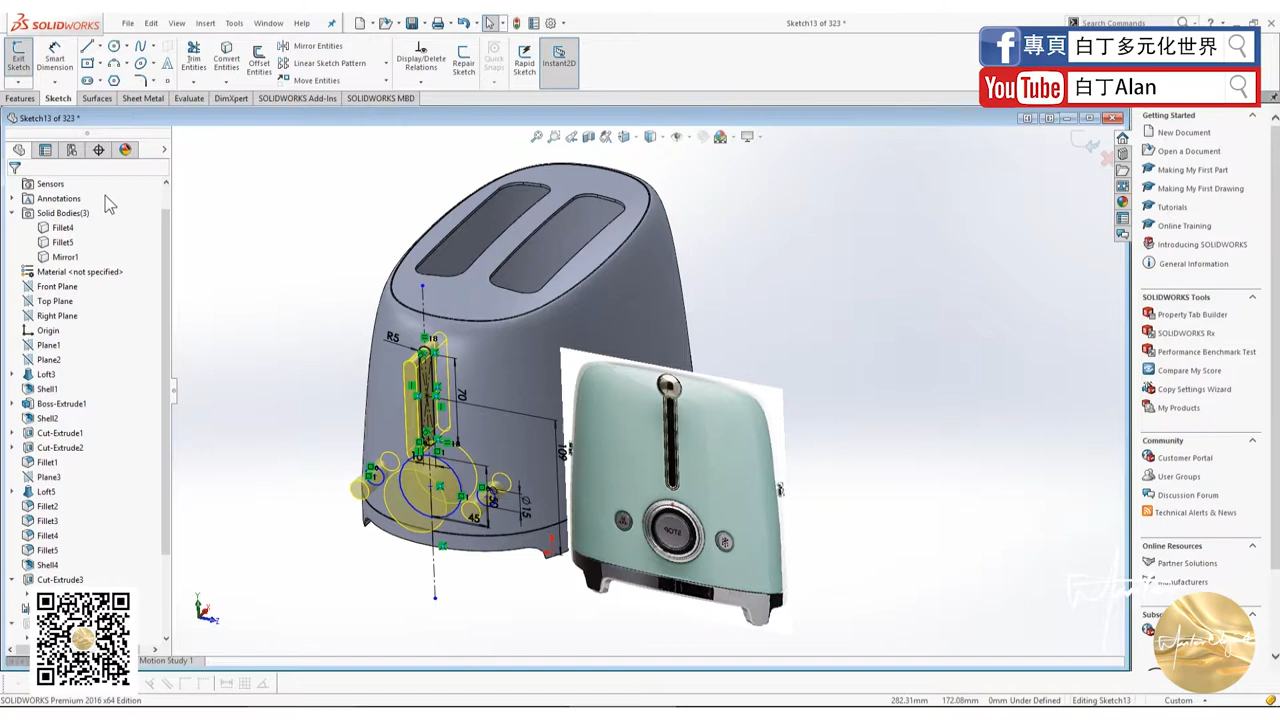 SOLIDWORKS
File
Edit
View
Insert
Tools
Window
Help
Sketch13 of 323 *
Search Commands
專頁
白丁多元化世界
YouTube
白丁Alan
Exit
Sketch
Smart
Dimension
Trim
Entities
Convert
Entities
Offset
Entities
Mirror Entities
Linear Sketch Pattern
Move Entities
Display/Delete
Relations
Repair
Sketch
Quick
Snaps
Rapid
Sketch
Instant2D
Features
Sketch
Surfaces
Sheet Metal
Evaluate
DimXpert
SOLIDWORKS Add-Ins
SOLIDWORKS MBD
Sketch13 of 323 *
Sensors
Annotations
Solid Bodies(3)
Fillet4
Fillet5
Mirror1
Material <not specified>
Front Plane
Top Plane
Right Plane
Origin
Plane1
Plane2
Loft3
Shell1
Boss-Extrude1
Shell2
Cut-Extrude1
Cut-Extrude2
Fillet1
Plane3
Loft5
Fillet2
Fillet3
Fillet4
Fillet5
Shell4
Cut-Extrude3
Motion Study 1
R5
18
70
109
10
45
Ø15
STOP
Getting Started
New Document
Open a Document
Making My First Part
Making My First Drawing
Tutorials
Online Training
Introducing SOLIDWORKS
General Information
SOLIDWORKS Tools
Property Tab Builder
SOLIDWORKS Rx
Performance Benchmark Test
Compare My Score
Copy Settings Wizard
My Products
Community
Customer Portal
User Groups
Discussion Forum
Technical Alerts & News
Online Resources
Partner Solutions
Manufacturers
SOLIDWORKS Premium 2016 x64 Edition
282.31mm
172.08mm
0mm Under Defined
Editing Sketch13
Custom